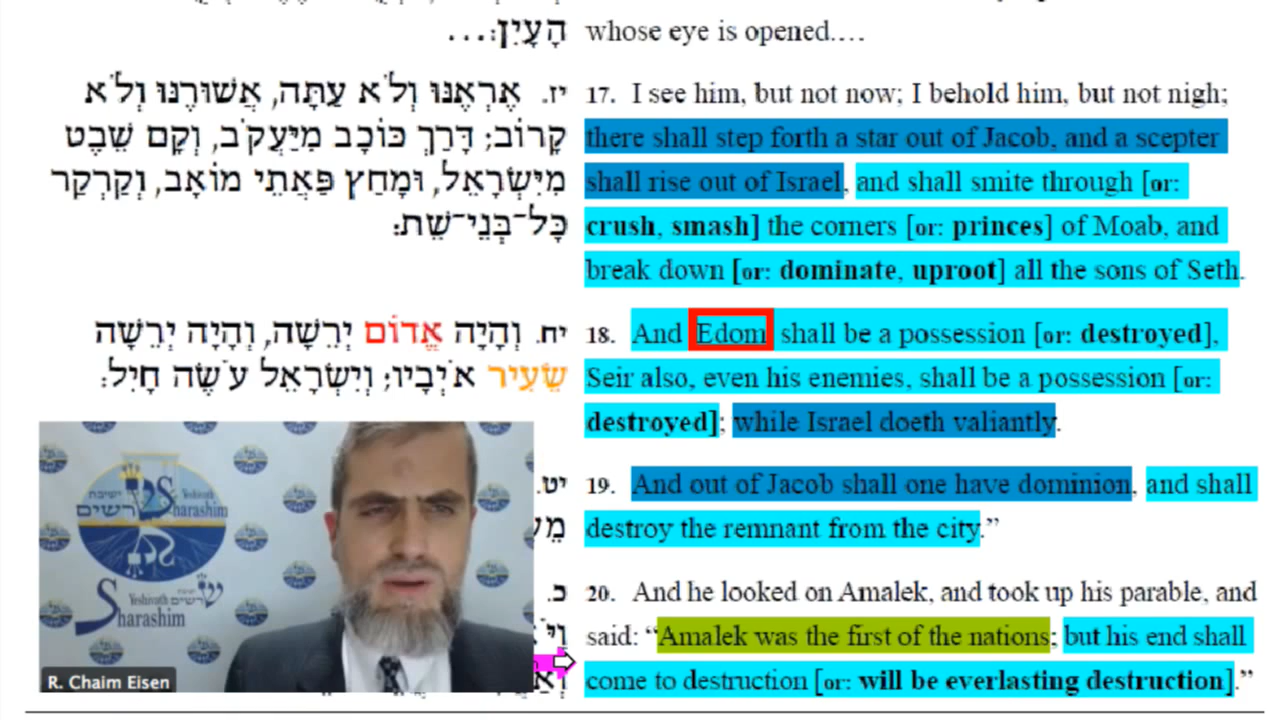 whose eye is opened….
הָעָיִן:...
יז. אֶרְאֶנּוּ וְלֹא עַתָּה, אֲשׁוּרֶנּוּ וְלֹא
קָרוֹב; דָּרַךְ כּוֹכָב מִיַּעֲקֹב, וְקָם שֵׁבֶט
מִיִּשְׂרָאֵל, וּמָחַץ פַּאֲתֵי מוֹאָב, וְקַרְקַר
כָּל־בְּנֵי־שֵׁת:
17. I see him, but not now; I behold him, but not nigh;
there shall step forth a star out of Jacob, and a scepter
shall rise out of Israel, and shall smite through [or:
crush, smash] the corners [or: princes] of Moab, and
break down [or: dominate, uproot] all the sons of Seth.
יח. וְהָיָה אֱדוֹם יְרֵשָׁה, וְהָיָה יְרֵשָׁה
שֵׂעִיר אֹיְבָיו; וְיִשְׂרָאֵל עֹשֶׂה חָיִל:
18. And Edom shall be a possession [or: destroyed],
Seir also, even his enemies, shall be a possession [or:
destroyed]; while Israel doeth valiantly.
יט.
19. And out of Jacob shall one have dominion, and shall
destroy the remnant from the city.”
כ.
20. And he looked on Amalek, and took up his parable, and
said: “Amalek was the first of the nations; but his end shall
come to destruction [or: will be everlasting destruction].”
ישיבת
שרשים
Yeshivath
Sharashim
Yeshivath שרשים
Sharashim
R. Chaim Eisen